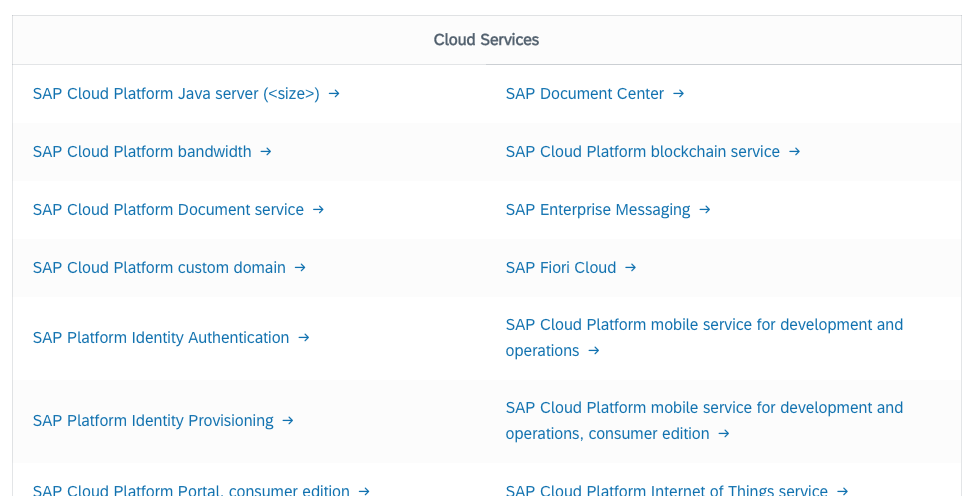 Cloud Services
SAP Cloud Platform Java server (<size>) →
SAP Document Center →
SAP Cloud Platform bandwidth →
SAP Cloud Platform blockchain service →
SAP Cloud Platform Document service →
SAP Enterprise Messaging →
SAP Cloud Platform custom domain →
SAP Fiori Cloud →
SAP Platform Identity Authentication →
SAP Cloud Platform mobile service for development and
operations →
SAP Platform Identity Provisioning →
SAP Cloud Platform mobile service for development and
operations, consumer edition →
SAP Cloud Platform Portal, consumer edition →
SAP Cloud Platform Internet of Things service →